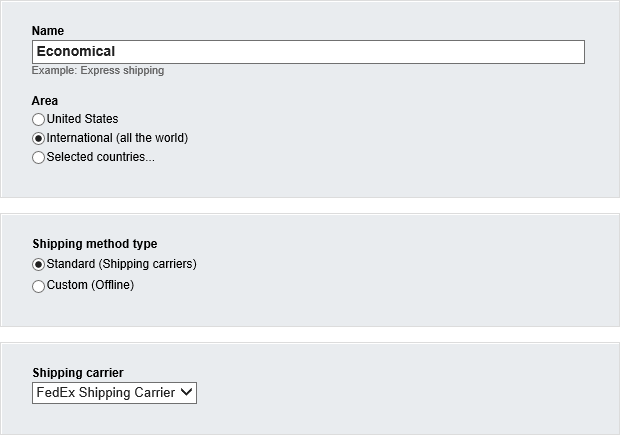 Name
Economical
Example: Express shipping
Area
United States
International (all the world)
Selected countries...
Shipping method type
Standard (Shipping carriers)
Custom (Offline)
Shipping carrier
FedEx Shipping Carrier